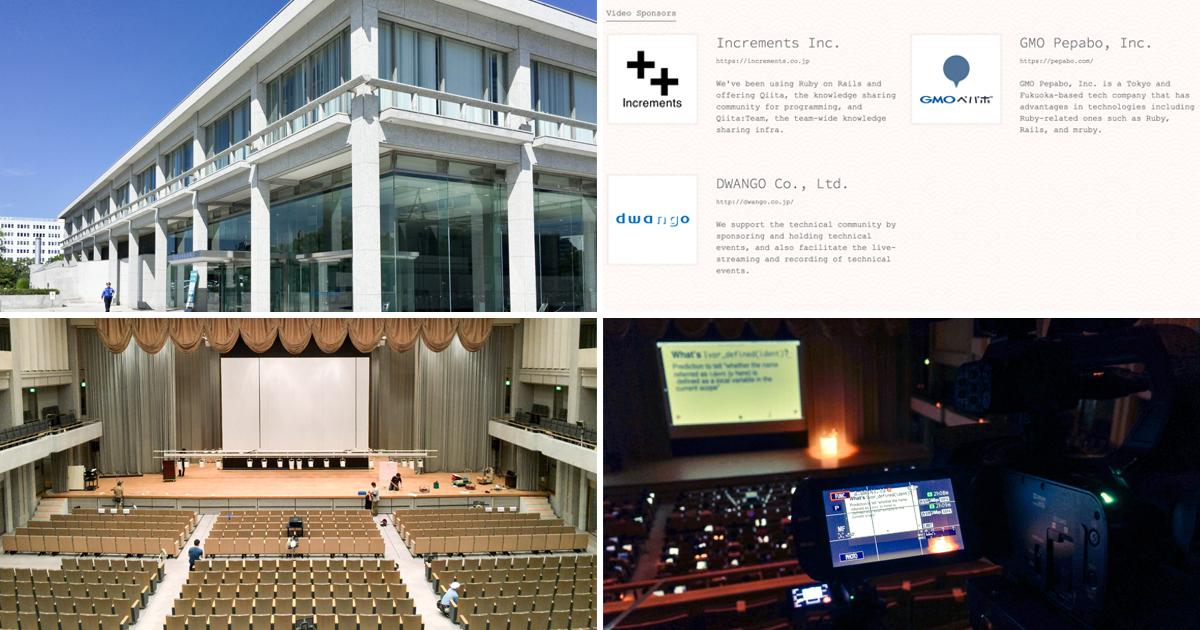 Video Sponsors
Increments
Increments Inc.
https://increments.co.jp
We've been using Ruby on Rails and
offering Qiita, the knowledge sharing
community for programming, and
Qiita:Team, the team-wide knowledge
sharing infra.
GMOペパボ
GMO Pepabo, Inc.
https://pepabo.com/
GMO Pepabo, Inc. is a Tokyo and
Fukuoka-based tech company that has
advantages in technologies including
Ruby-related ones such as Ruby,
Rails, and mruby.
dwango
DWANGO Co., Ltd.
http://dwango.co.jp/
We support the technical community by
sponsoring and holding technical
events, and also facilitate the live-
streaming and recording of technical
events.
What's lvar_defined(ident)?
Prediction to tell "whether the name
referred as ident is
defined as a local variable in the
current scope"
FUNC
P
MF
PHOTO